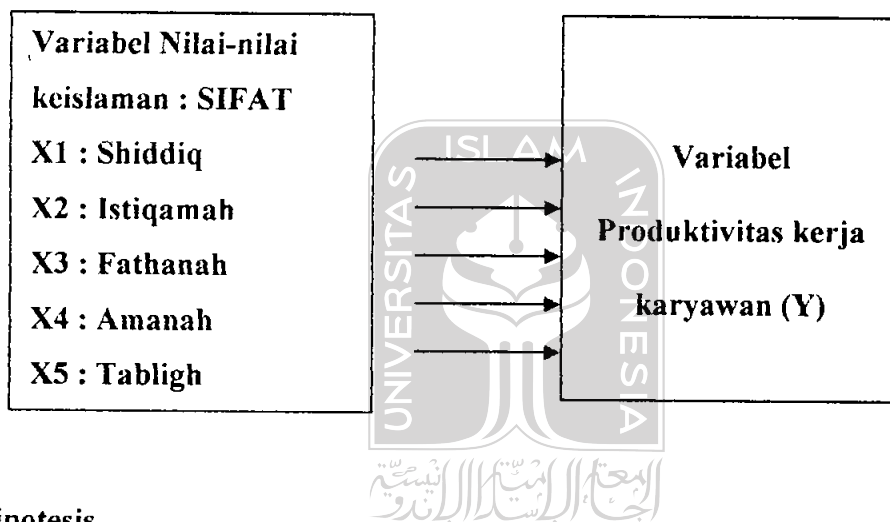 Variabel Nilai-nilai
keislaman : SIFAT
X1 : Shiddiq
X2 : Istiqamah
X3 : Fathanah
X4 : Amanah
X5 : Tabligh
Variabel
Produktivitas kerja
karyawan (Y)
UNIVERSITAS ISLAM INDONESIA
ipotesis